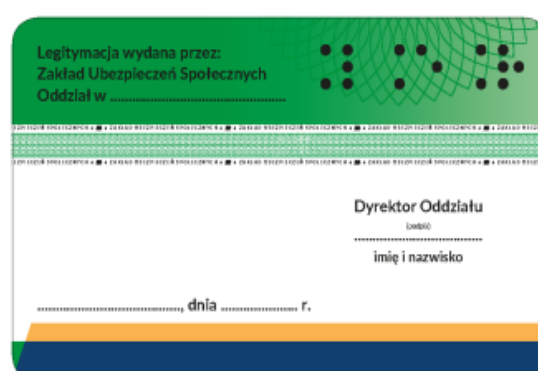 Legitymacja wydana przez:
Zakład Ubezpieczeń Społecznych
Oddział w ................................................
Dyrektor Oddziału
(podpis)
...........................................
imię i nazwisko
..........................................., dnia ....................... r.